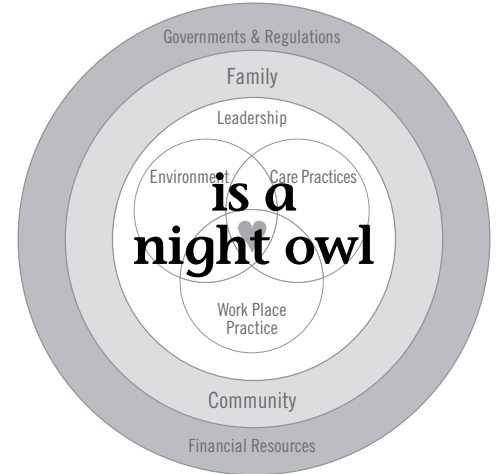 Governments & Regulations
Family
Leadership
Environment
Care Practices
is a
night owl
Work Place
Practice
Community
Financial Resources